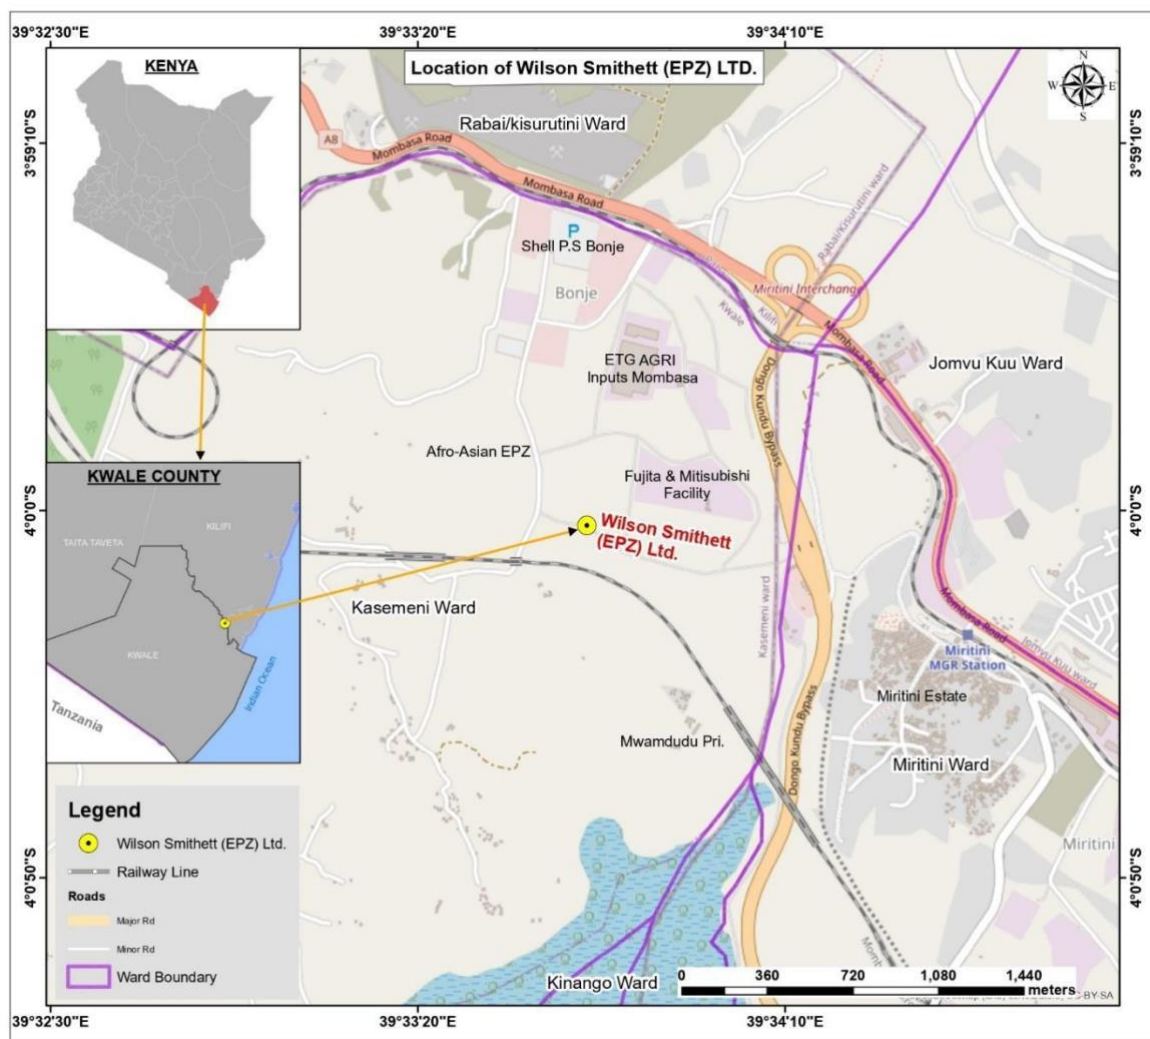 39°32'30"E
39°33'20"E
39°34'10"E
KENYA
Location of Wilson Smithett (EPZ) LTD.
N
W
E
S
3°59'10"S
3°59'10"S
A8
Mombasa Road
Rabai/kisurutini Ward
Mombasa Road
Rabai/Kisurutini ward
P
Shell P.S Bonje
Bonje
Miritini Interchange
Kwale
Kilifi
Mombasa Road
ETG AGRI
Inputs Mombasa
Jomvu Kuu Ward
Dongo Kundu Bypass
Afro-Asian EPZ
Fujita & Mitisubishi
Facility
KWALE COUNTY
KILIFI
TAITA TAVETA
KWALE
Indian Ocean
Tanzania
4°0'0"S
4°0'0"S
Wilson Smithett
(EPZ) Ltd.
Kasemeni Ward
Kasemeni ward
Mombasa Road
Jomvu Kuu ward
Miritini
MGR Station
Miritini Estate
Mwamdudu Pri.
Dongo Kundu Bypass
Miritini Ward
Miritini
4°0'50"S
4°0'50"S
Legend
Wilson Smithett (EPZ) Ltd.
Railway Line
Roads
Major Rd
Minor Rd
Ward Boundary
Kinango Ward
0 360 720 1,080 1,440
meters
BY-SA
39°32'30"E
39°33'20"E
39°34'10"E